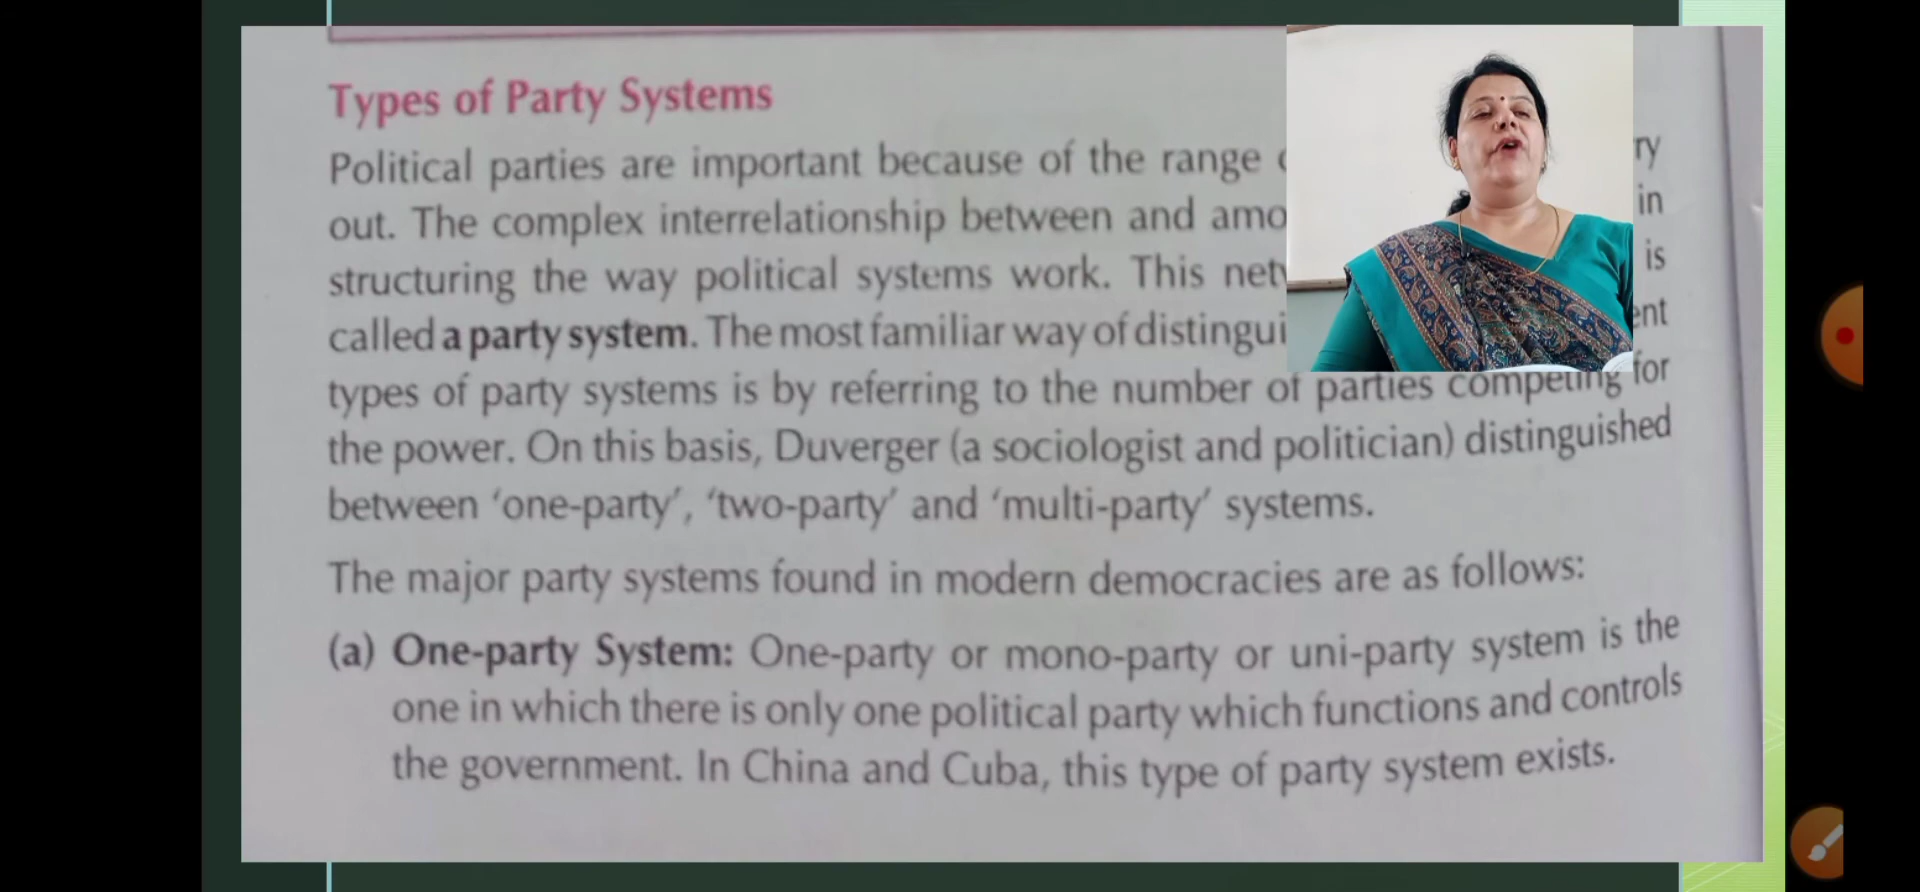 Types of Party Systems
Political parties are important because of the range
out. The complex interrelationship between and in
structuring the way political systems work. This is
called a party system. The most familiar way of
types of party systems is by referring to the number of parties competing for
the power. On this basis, Duverger (a sociologist and politician) distinguished
between ‘one-party’, ‘two-party’ and ‘multi-party’ systems.
The major party systems found in modern democracies are as follows:
(a) One-party System: One-party or mono-party or uni-party system is the
one in which there is only one political party which functions and controls
the government. In China and Cuba, this type of party system exists.